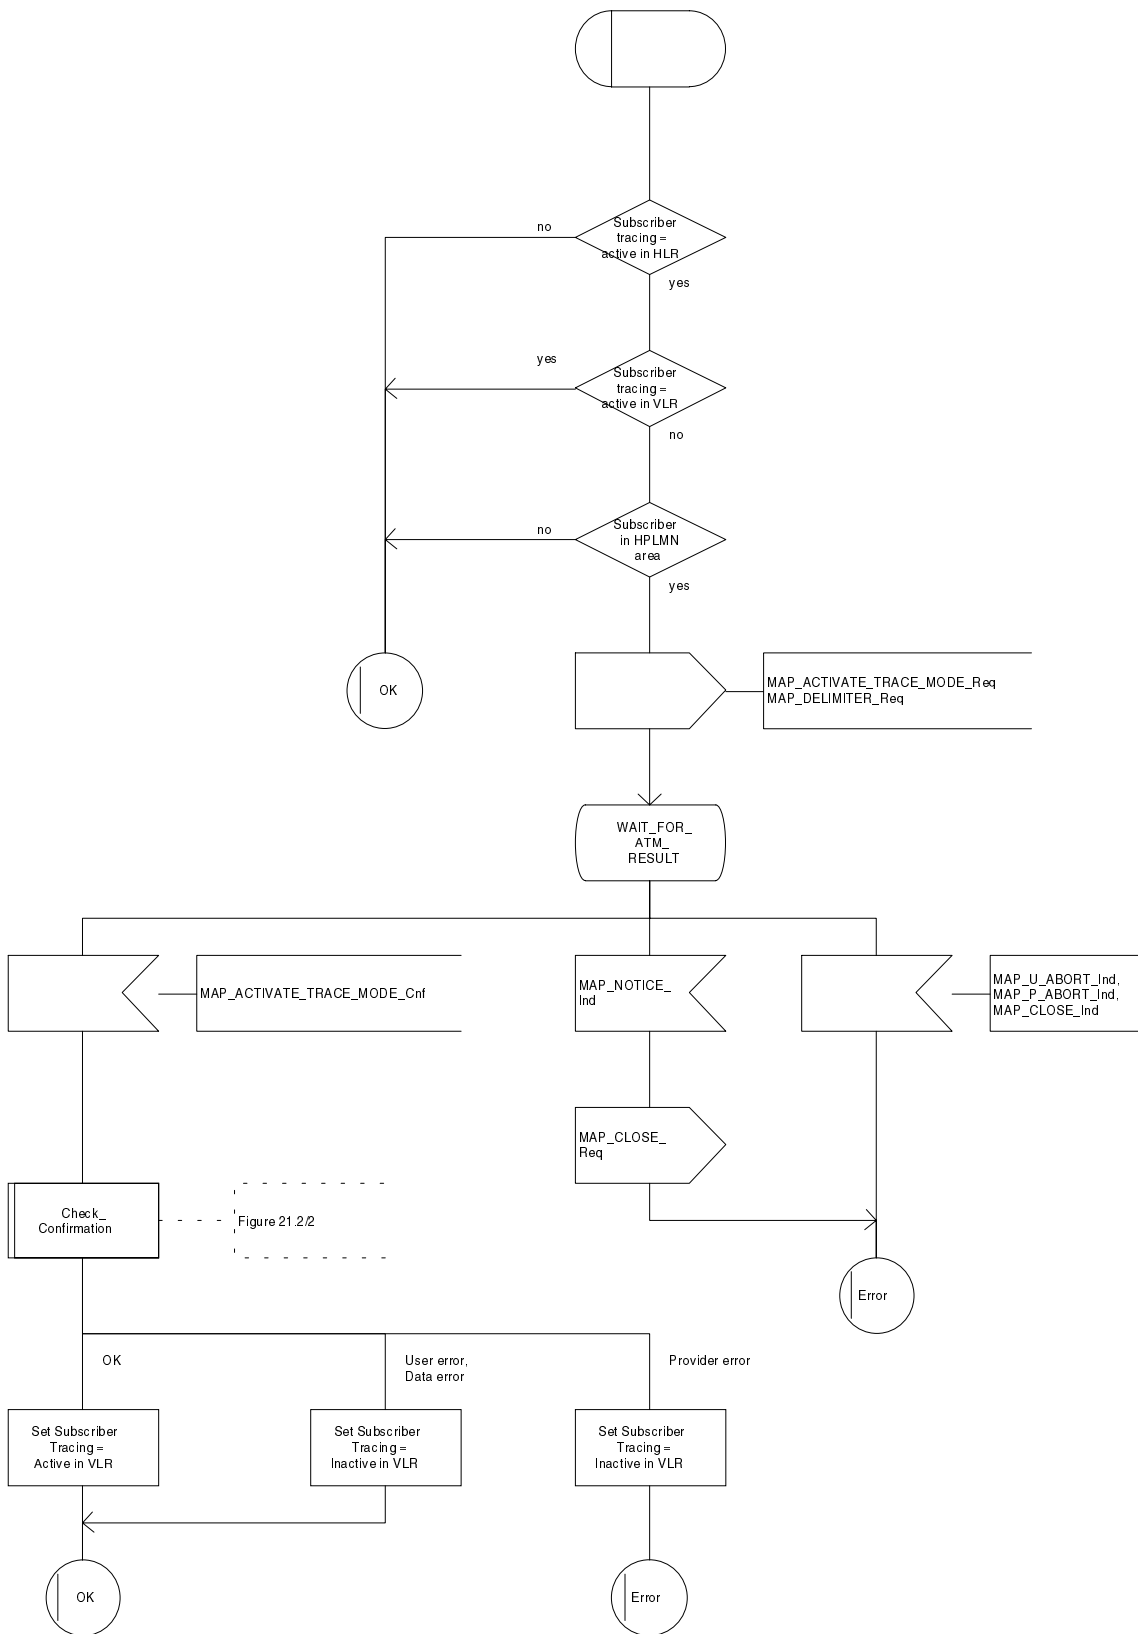 Subscriber
tracing =
active in HLR
no
yes
Subscriber
tracing =
active in VLR
yes
no
Subscriber
in HPLMN
area
no
yes
OK
MAP_ACTIVATE_TRACE_MODE_Req
MAP_DELIMITER_Req
WAIT_FOR_
ATM_
RESULT
MAP_ACTIVATE_TRACE_MODE_Cnf
MAP_NOTICE_
Ind
MAP_U_ABORT_Ind,
MAP_P_ABORT_Ind,
MAP_CLOSE_Ind
MAP_CLOSE_
Req
Check_
Confirmation
Figure 21.2/2
Error
OK
User error,
Data error
Provider error
Set Subscriber
Tracing =
Active in VLR
Set Subscriber
Tracing =
Inactive in VLR
Set Subscriber
Tracing =
Inactive in VLR
OK
Error